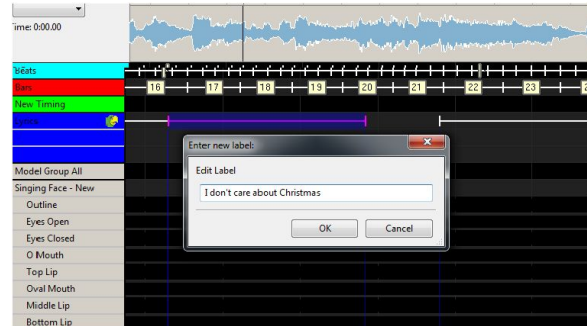 Time: 0:00.00
Beats
Bars
16 17 18 19 20 21 22 23
New Timing
Lyrics
Enter new label:
Edit Label
I don't care about Christmas
OK Cancel
Model Group All
Singing Face - New
Outline
Eyes Open
Eyes Closed
O Mouth
Top Lip
Oval Mouth
Middle Lip
Bottom Lip